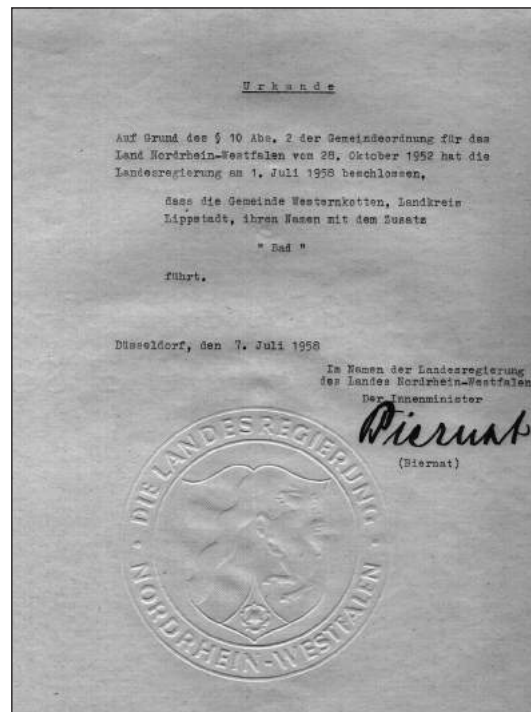 Urkunde
Auf Grund des § 10 Abs. 2 der Gemeindeordnung für das
Land Nordrhein-Westfalen vom 28. Oktober 1952 hat die
Landesregierung am 1. Juli 1958 beschlossen,
dass die Gemeinde Westernkotten, Landkreis
Lippstadt, ihren Namen mit dem Zusatz
" Bad "
führt.
Düsseldorf, den 7. Juli 1958
Im Namen der Landesregierung
des Landes Nordrhein-Westfalen
Der Innenminister
Biernat
(Biernat)
DIE LANDESREGIERUNG
NORDRHEIN-WESTFALEN